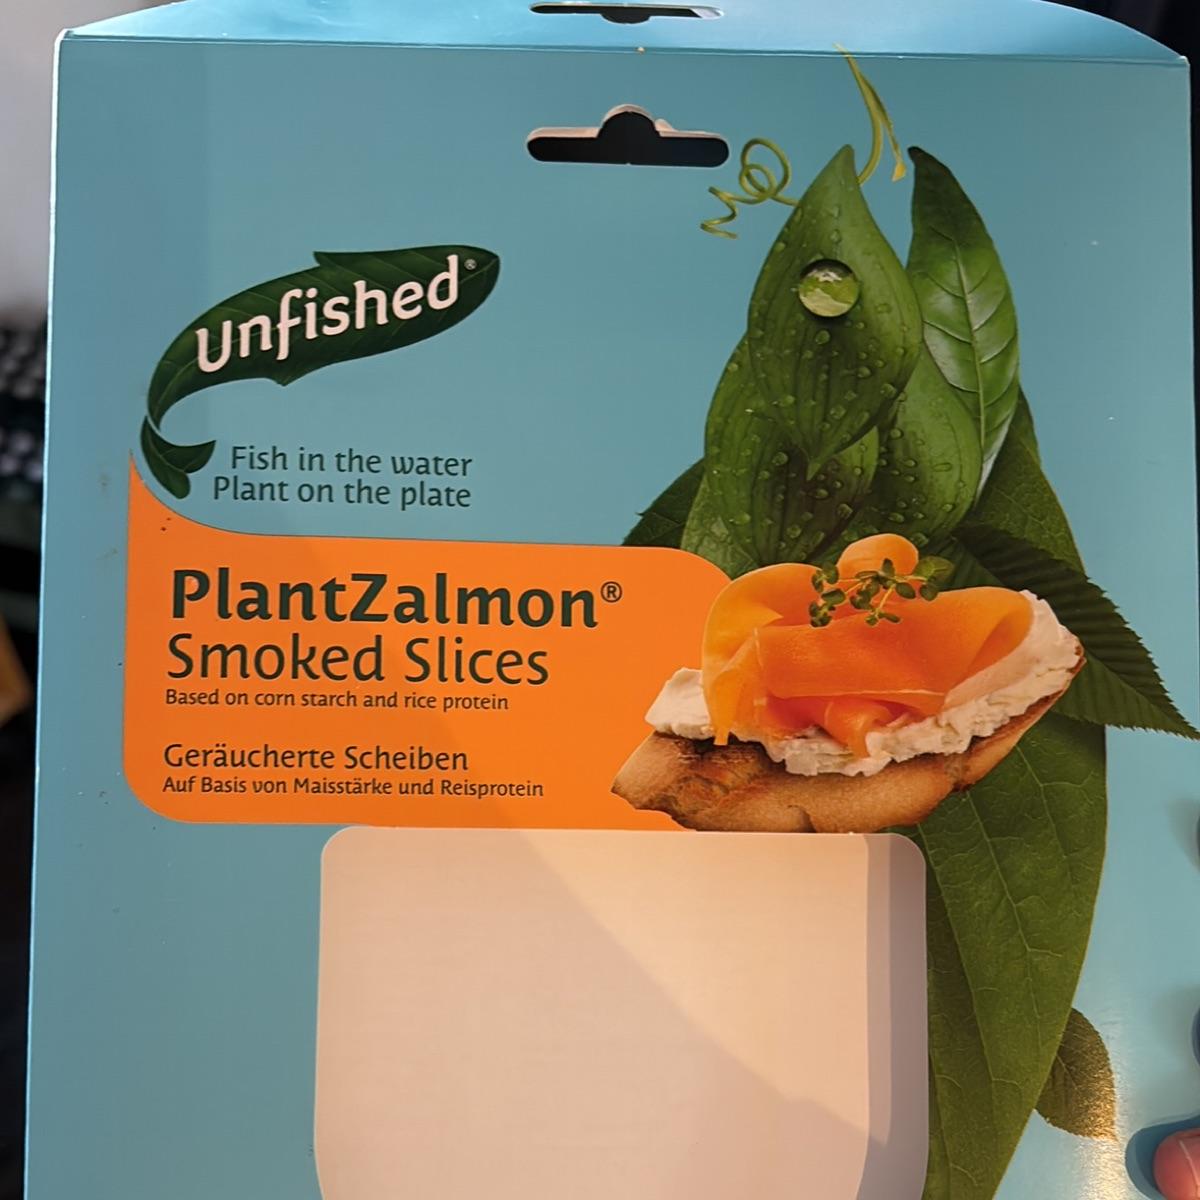 Unfished®
Fish in the water
Plant on the plate
PlantZalmon®
Smoked Slices
Based on corn starch and rice protein
Geräucherte Scheiben
Auf Basis von Maisstärke und Reisprotein